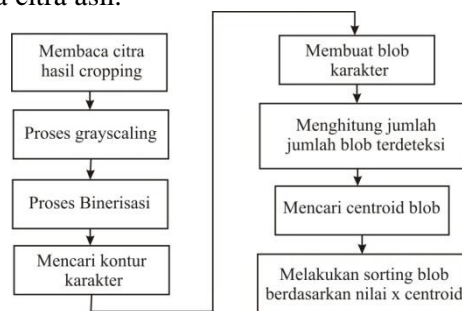 a citra asli.
Membaca citra
hasil cropping
Proses grayscaling
Proses Binerisasi
Mencari kontur
karakter
Membuat blob
karakter
Menghitung jumlah
jumlah blob terdeteksi
Mencari centroid blob
Melakukan sorting blob
berdasarkan nilai x centroid